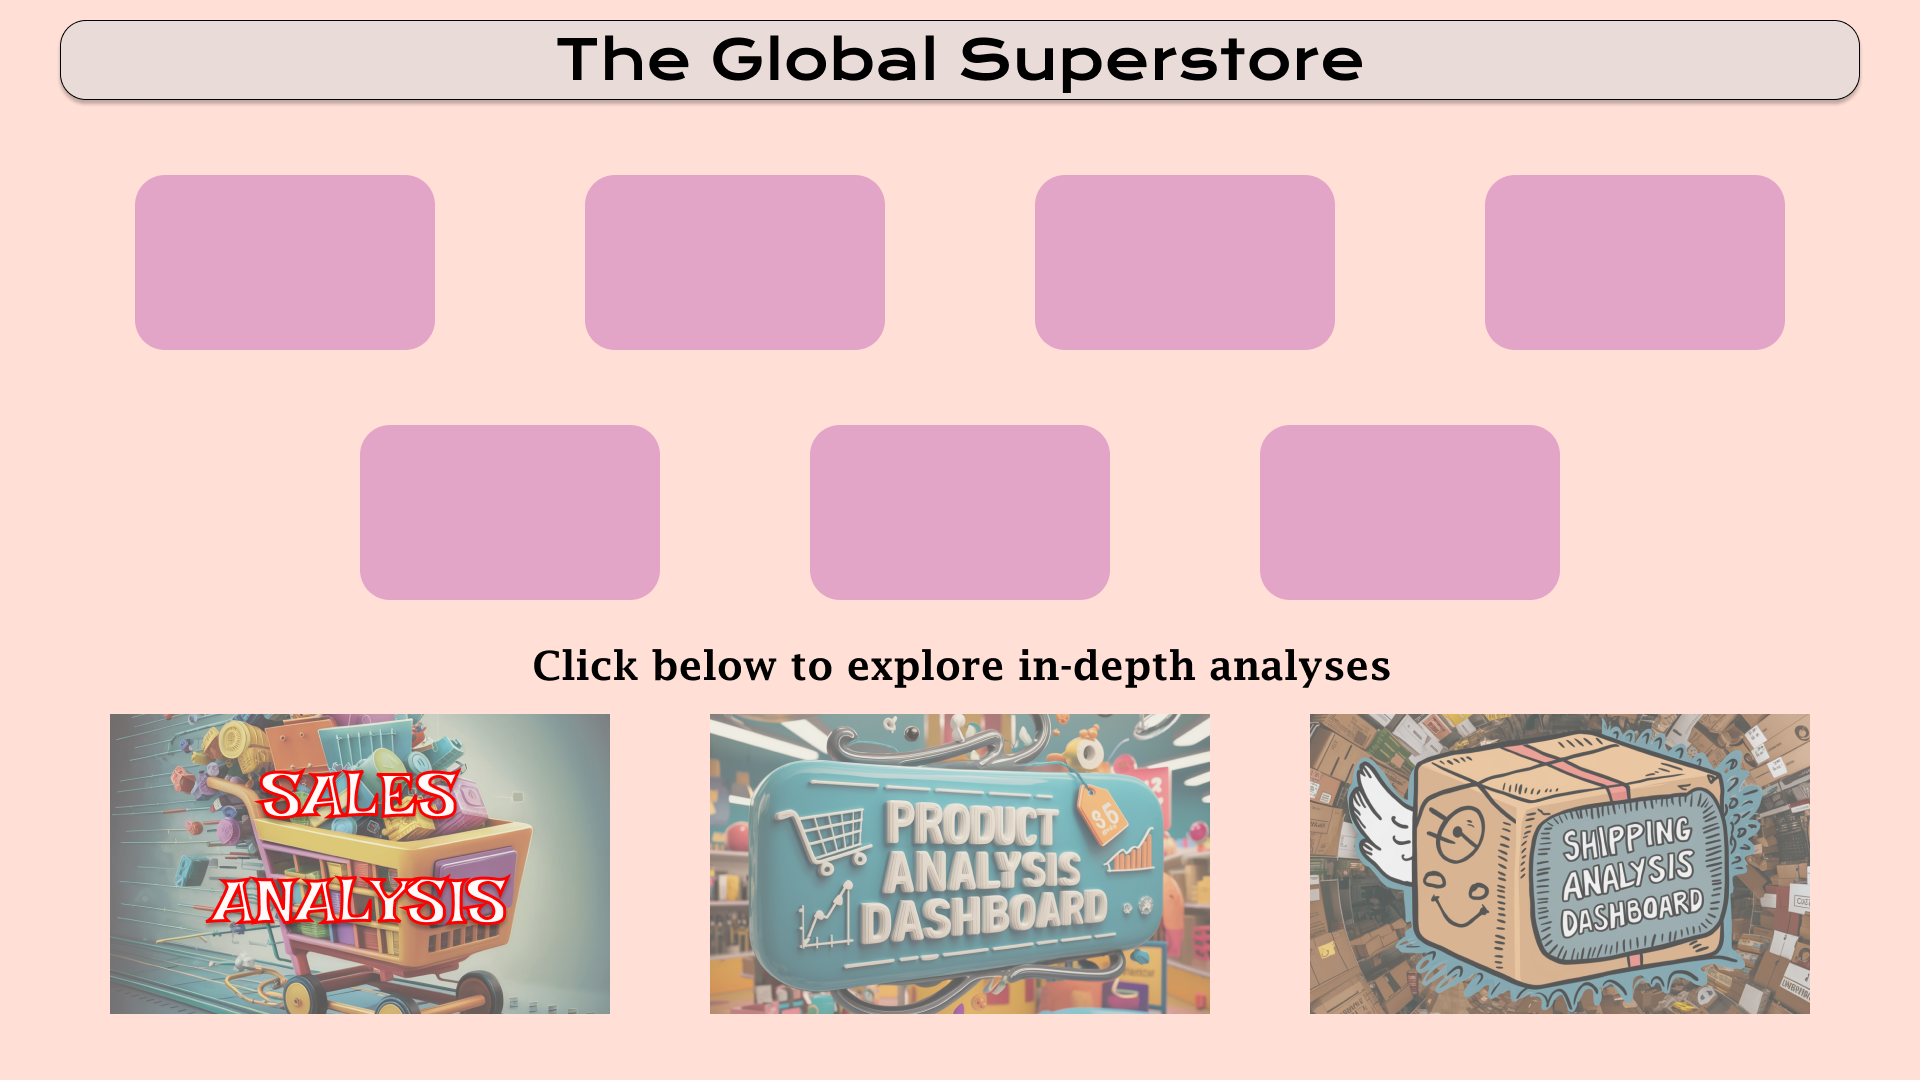 The Global Superstore
Click below to explore in-depth analyses
SALES
ANALYSIS
PRODUCT
ANALYSIS
DASHBOARD
SHIPPING
ANALYSIS
DASHBOARD